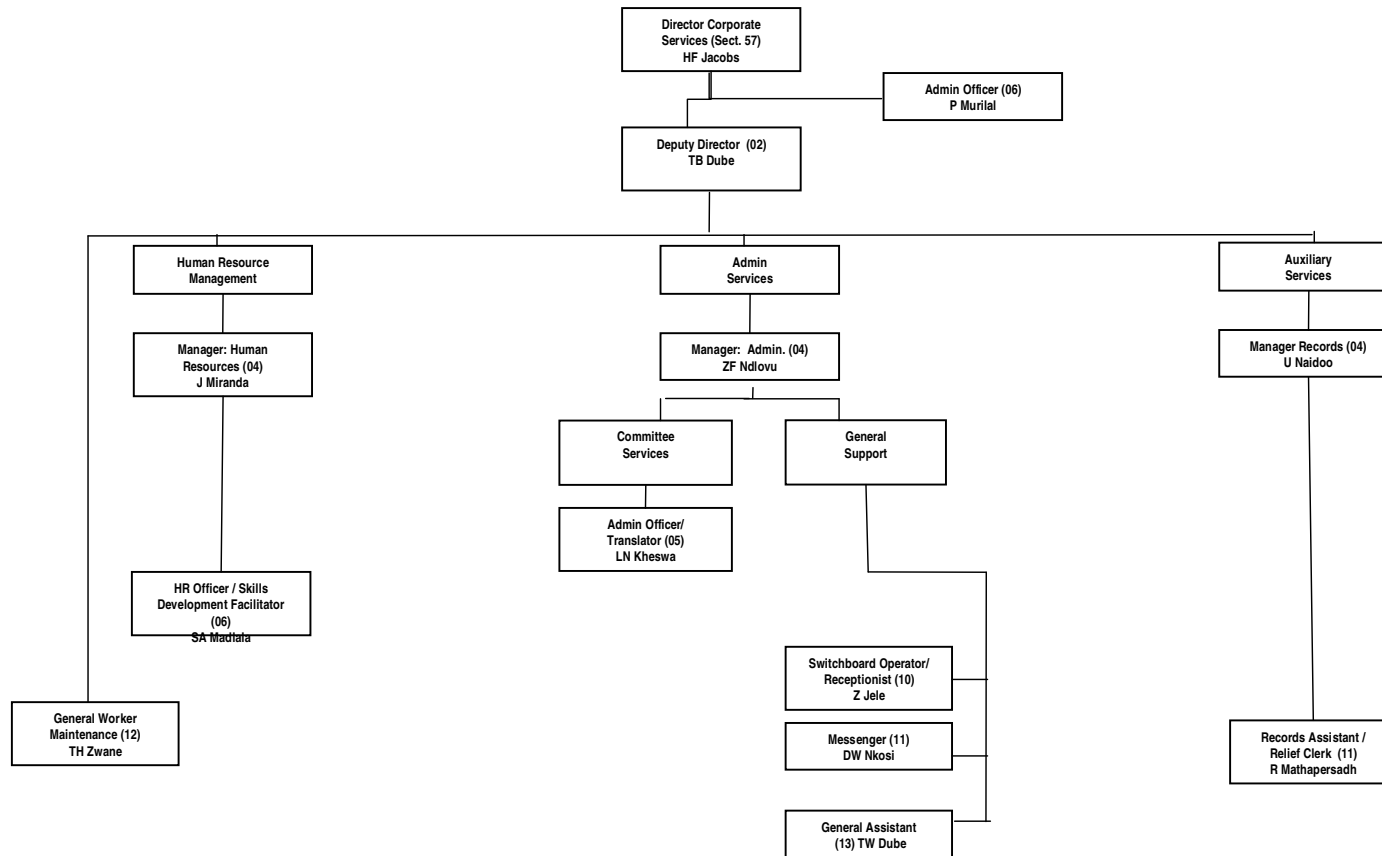 Director Corporate
Services (Sect. 57)
HF Jacobs
Admin Officer (06)
P Murilal
Deputy Director (02)
TB Dube
Human Resource
Management
Admin
Services
Auxiliary
Services
Manager: Human
Resources (04)
J Miranda
Manager: Admin. (04)
ZF Ndlovu
Manager Records (04)
U Naidoo
Committee
Services
General
Support
Admin Officer/
Translator (05)
LN Kheswa
HR Officer / Skills
Development Facilitator
(06)
SA Madlala
Switchboard Operator/
Receptionist (10)
Z Jele
General Worker
Maintenance (12)
TH Zwane
Messenger (11)
DW Nkosi
Records Assistant /
Relief Clerk (11)
R Mathapersadh
General Assistant
(13) TW Dube